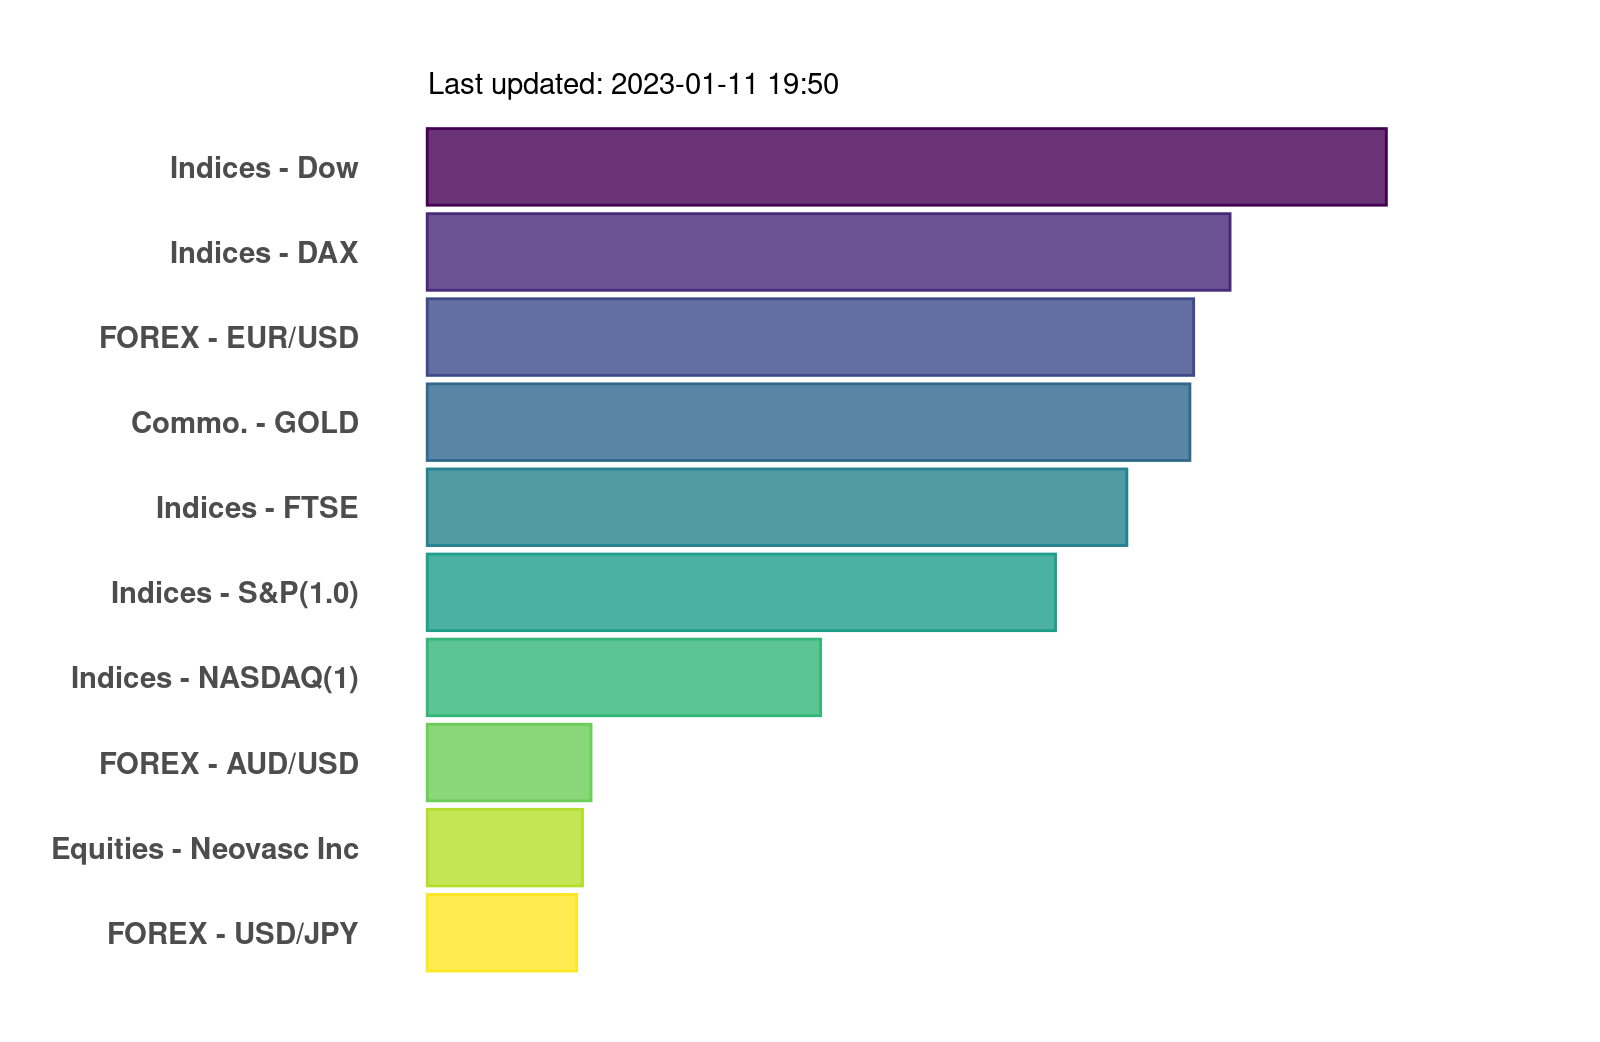 Last updated: 2023-01-11 19:50
Indices - Dow
Indices - DAX
FOREX - EUR/USD
Commo. - GOLD
Indices - FTSE
Indices - S&P(1.0)
Indices - NASDAQ(1)
FOREX - AUD/USD
Equities - Neovasc Inc
FOREX - USD/JPY